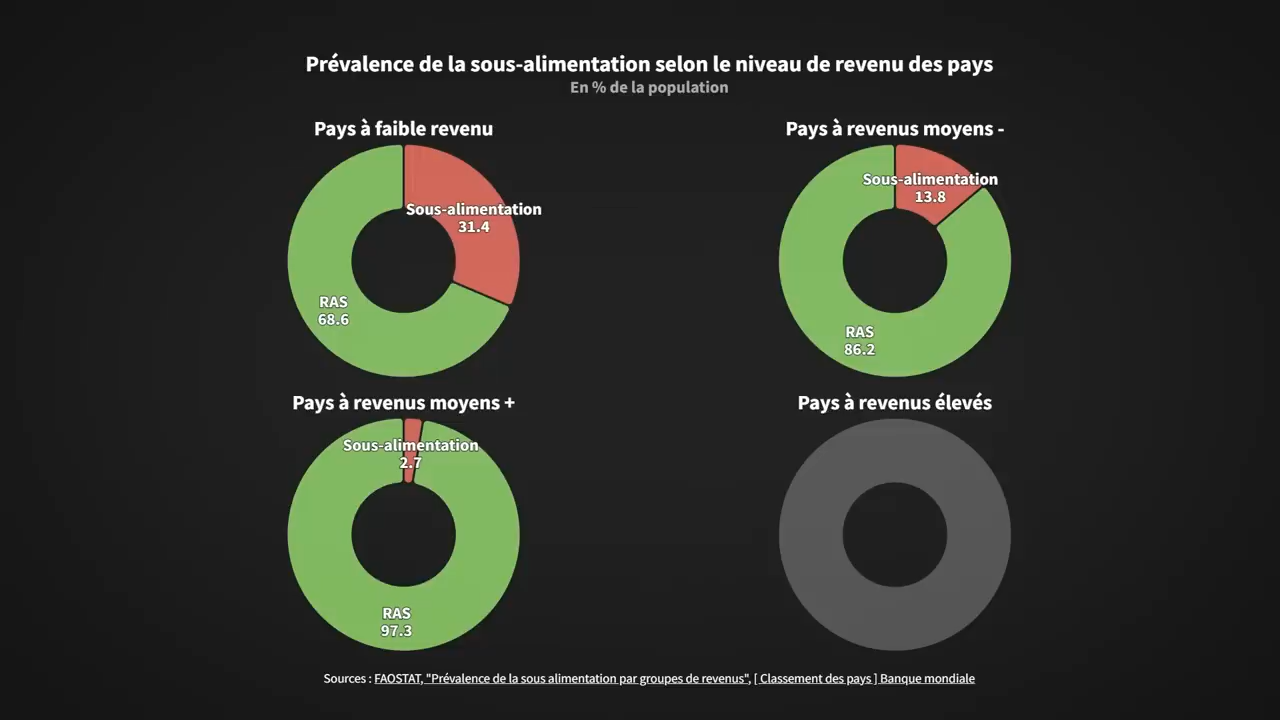 Prévalence de la sous-alimentation selon le niveau de revenu des pays
En % de la population
Pays à faible revenu
Sous-alimentation
31.4
RAS
68.6
Pays à revenus moyens -
Sous-alimentation
13.8
RAS
86.2
Pays à revenus moyens +
Sous-alimentation
2.7
RAS
97.3
Pays à revenus élevés
Sources : FAOSTAT, "Prévalence de la sous alimentation par groupes de revenus", [ Classement des pays ] Banque mondiale